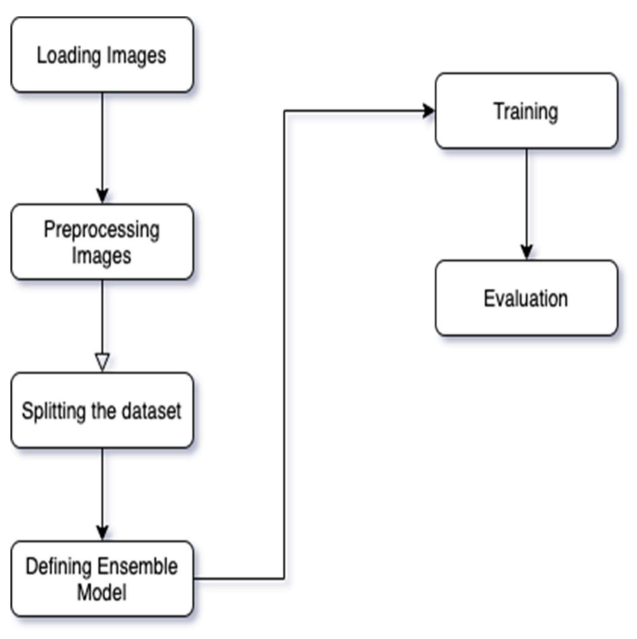 Loading Images
Preprocessing
Images
Splitting the dataset
Defining Ensemble
Model
Training
Evaluation